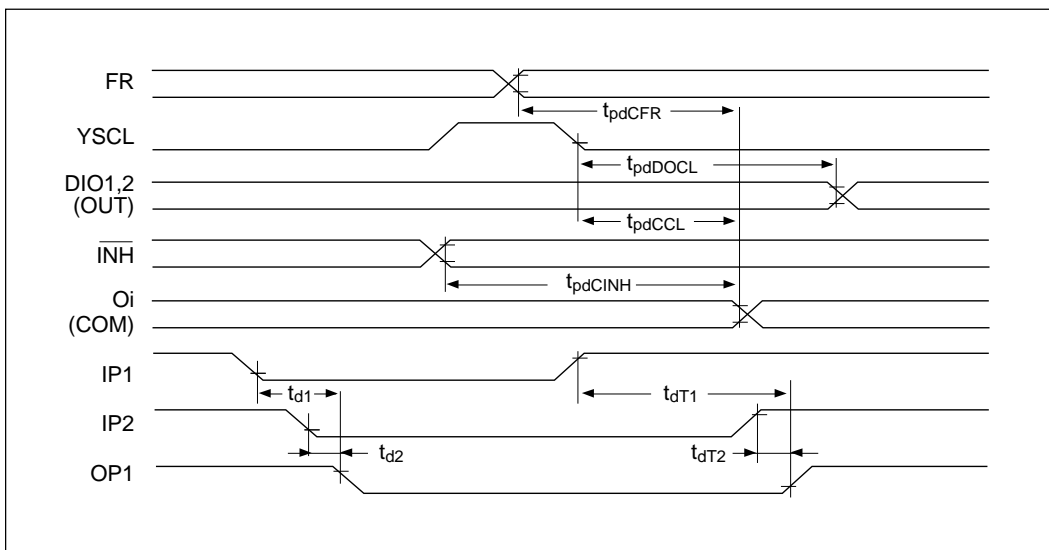 FR
tpdCFR
YSCL
tpdDOCL
DIO1,2
(OUT)
tpdCCL
INH
tpdCINH
Oi
(COM)
IP1
td1
tdT1
IP2
td2
tdT2
OP1